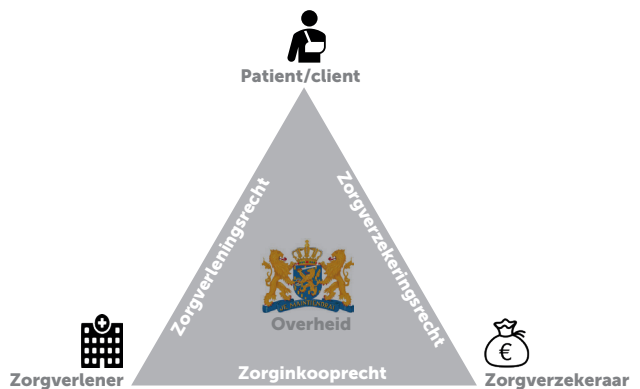 Patient/client
Zorgverleningsrecht
Zorgverzekeringsrecht
Overheid
Zorginkooprecht
Zorgverlener
€
Zorgverzekeraar